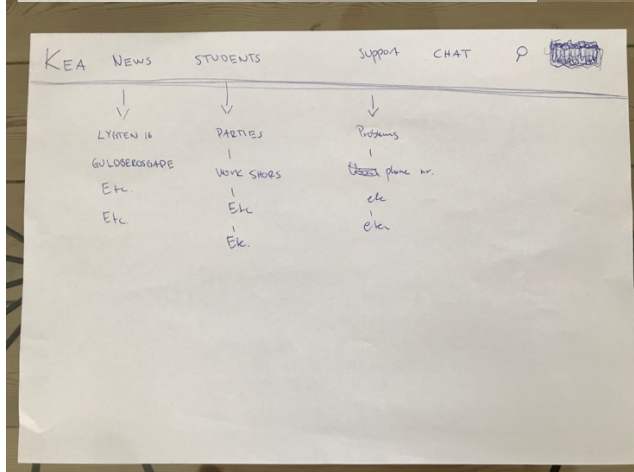 KEA NEWS STUDENTS SUPPORT CHAT
LYGTEN 16 PARTIES Problems
GULDBERGSGADE WORK SHOPS phone nr.
Etc. Etc etc
Etc. Etc. etc